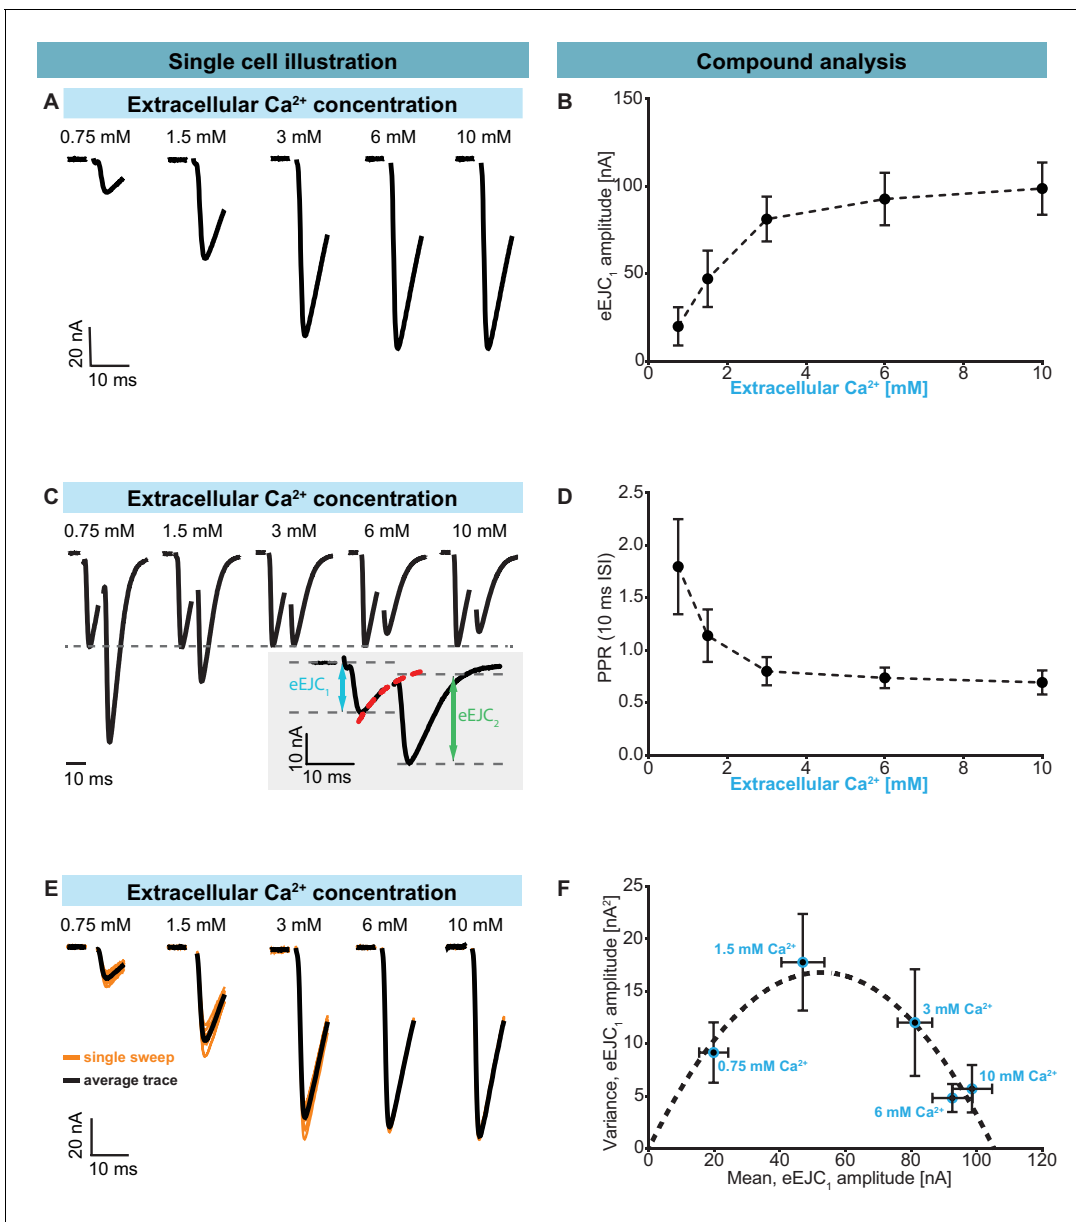 Single cell illustration
Compound analysis
A
Extracellular Ca²⁺ concentration
0.75 mM 1.5 mM 3 mM 6 mM 10 mM
20 nA
10 ms
B
eEJC₁ amplitude [nA]
150
100
50
0
0 2 4 6 8 10
Extracellular Ca²⁺ [mM]
C
Extracellular Ca²⁺ concentration
0.75 mM 1.5 mM 3 mM 6 mM 10 mM
10 ms
eEJC₁
eEJC₂
10 nA
10 ms
D
PPR (10 ms ISI)
2.5
2.0
1.5
1.0
0.5
0.0
0 2 4 6 8 10
Extracellular Ca²⁺ [mM]
E
Extracellular Ca²⁺ concentration
0.75 mM 1.5 mM 3 mM 6 mM 10 mM
single sweep
average trace
20 nA
10 ms
F
Variance, eEJC₁ amplitude [nA²]
25
20
15
10
5
0
1.5 mM Ca²⁺
3 mM Ca²⁺
0.75 mM Ca²⁺
10 mM Ca²⁺
6 mM Ca²⁺
0 20 40 60 80 100 120
Mean, eEJC₁ amplitude [nA]